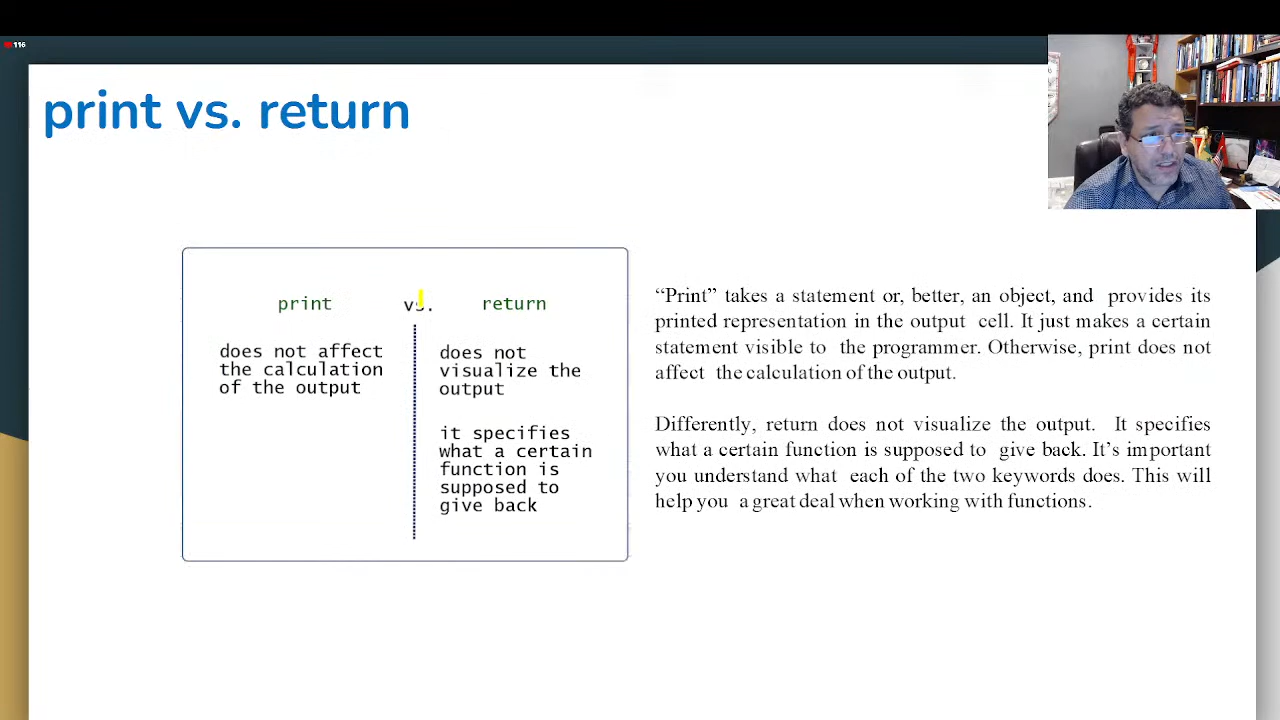 116
print vs. return
print vs. return
does not affect
the calculation
of the output
does not
visualize the
output
it specifies
what a certain
function is
supposed to
give back
“Print” takes a statement or, better, an object, and provides its
printed representation in the output cell. It just makes a certain
statement visible to the programmer. Otherwise, print does not
affect the calculation of the output.
Differently, return does not visualize the output. It specifies
what a certain function is supposed to give back. It’s important
you understand what each of the two keywords does. This will
help you a great deal when working with functions.